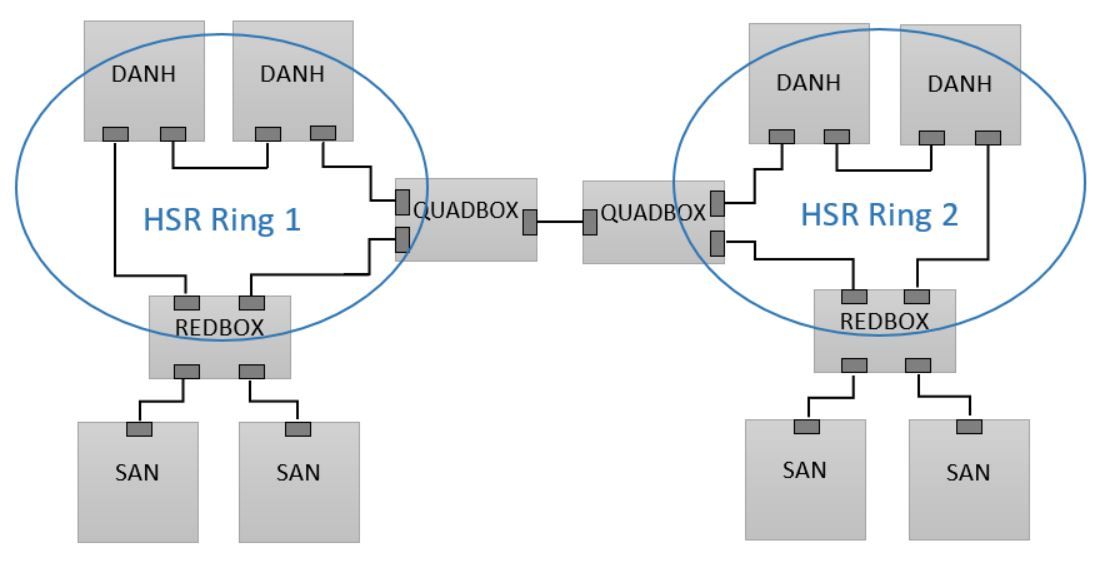 DANH
DANH
DANH
DANH
HSR Ring 1
QUADBOX
QUADBOX
HSR Ring 2
REDBOX
REDBOX
SAN
SAN
SAN
SAN